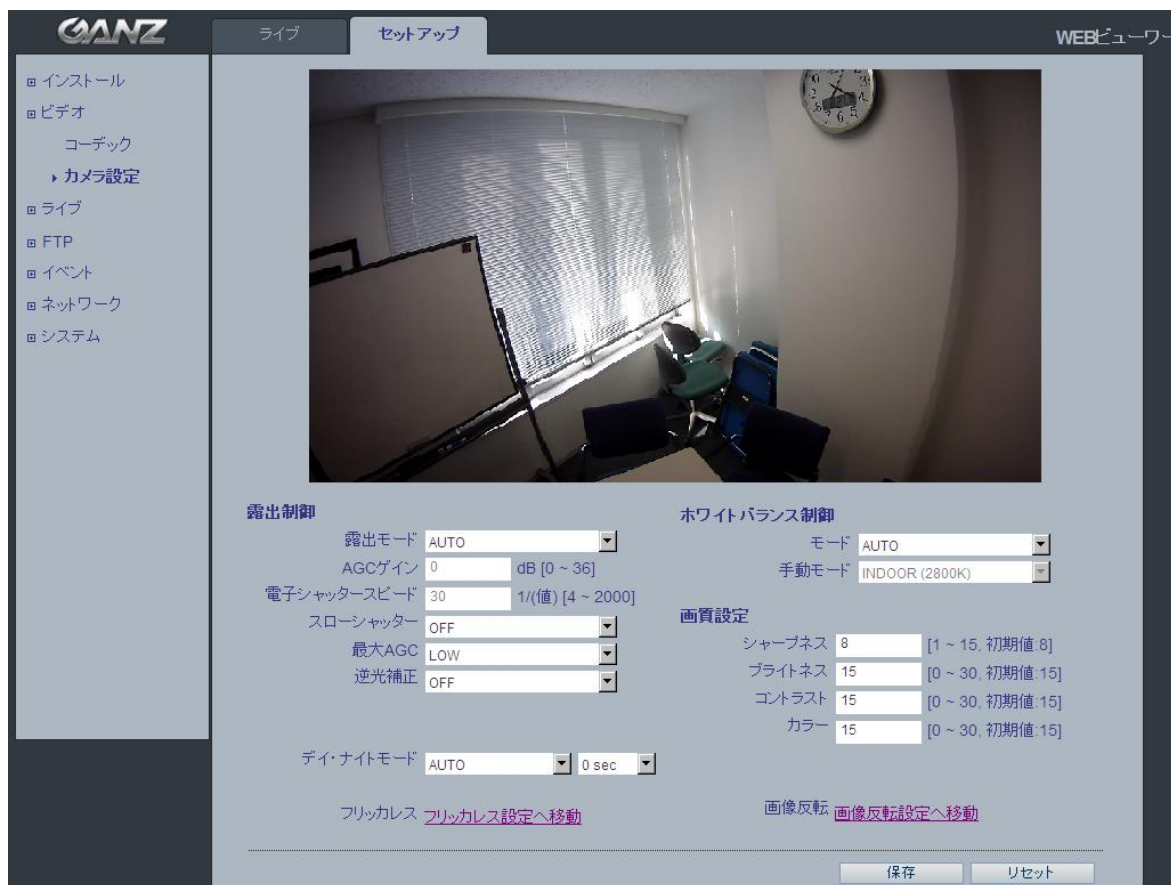 GANZ
ライブ
セットアップ
WEBビューワー
インストール
ビデオ
コーデック
カメラ設定
ライブ
FTP
イベント
ネットワーク
システム
露出制御
露出モード AUTO
AGCゲイン 0 dB [0 ~ 36]
電子シャッタースピード 30 1/(値) [4 ~ 2000]
スローシャッター OFF
最大AGC LOW
逆光補正 OFF
デイ・ナイトモード AUTO 0 sec
フリッカレス フリッカレス設定へ移動
ホワイトバランス制御
モード AUTO
手動モード INDOOR (2800K)
画質設定
シャープネス 8 [1 ~ 15, 初期値:8]
ブライトネス 15 [0 ~ 30, 初期値:15]
コントラスト 15 [0 ~ 30, 初期値:15]
カラー 15 [0 ~ 30, 初期値:15]
画像反転 画像反転設定へ移動
保存
リセット